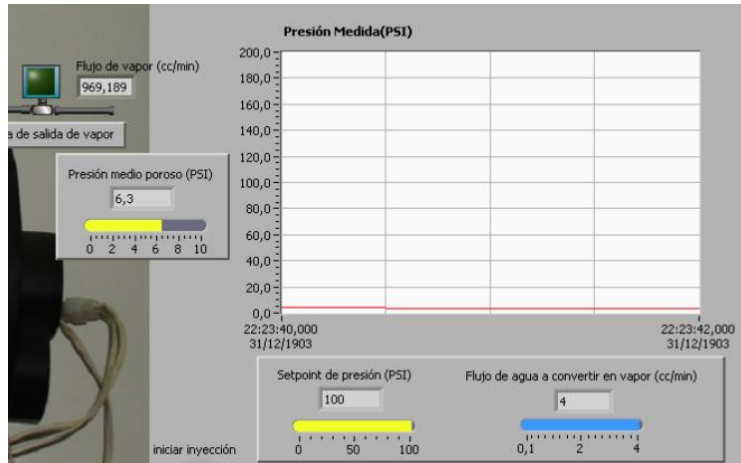 Presión Medida(PSI)
Flujo de vapor (cc/min)
969,189
a de salida de vapor
Presión medio poroso (PSI)
6,3
0 2 4 6 8 10
200,0
180,0
160,0
140,0
120,0
100,0
80,0
60,0
40,0
20,0
0,0
22:23:40,000
31/12/1903
22:23:42,000
31/12/1903
Setpoint de presión (PSI)
100
0 50 100
Flujo de agua a convertir en vapor (cc/min)
4
0,1 2 4
iniciar inyección